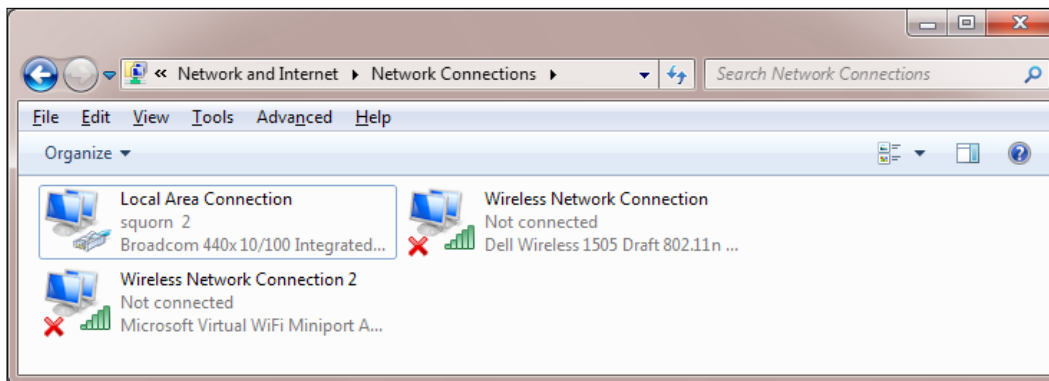 « Network and Internet ▸ Network Connections ▸
Search Network Connections
File Edit View Tools Advanced Help
Organize
Local Area Connection
squorn 2
Broadcom 440x 10/100 Integrated...
Wireless Network Connection
Not connected
Dell Wireless 1505 Draft 802.11n ...
Wireless Network Connection 2
Not connected
Microsoft Virtual WiFi Miniport A...